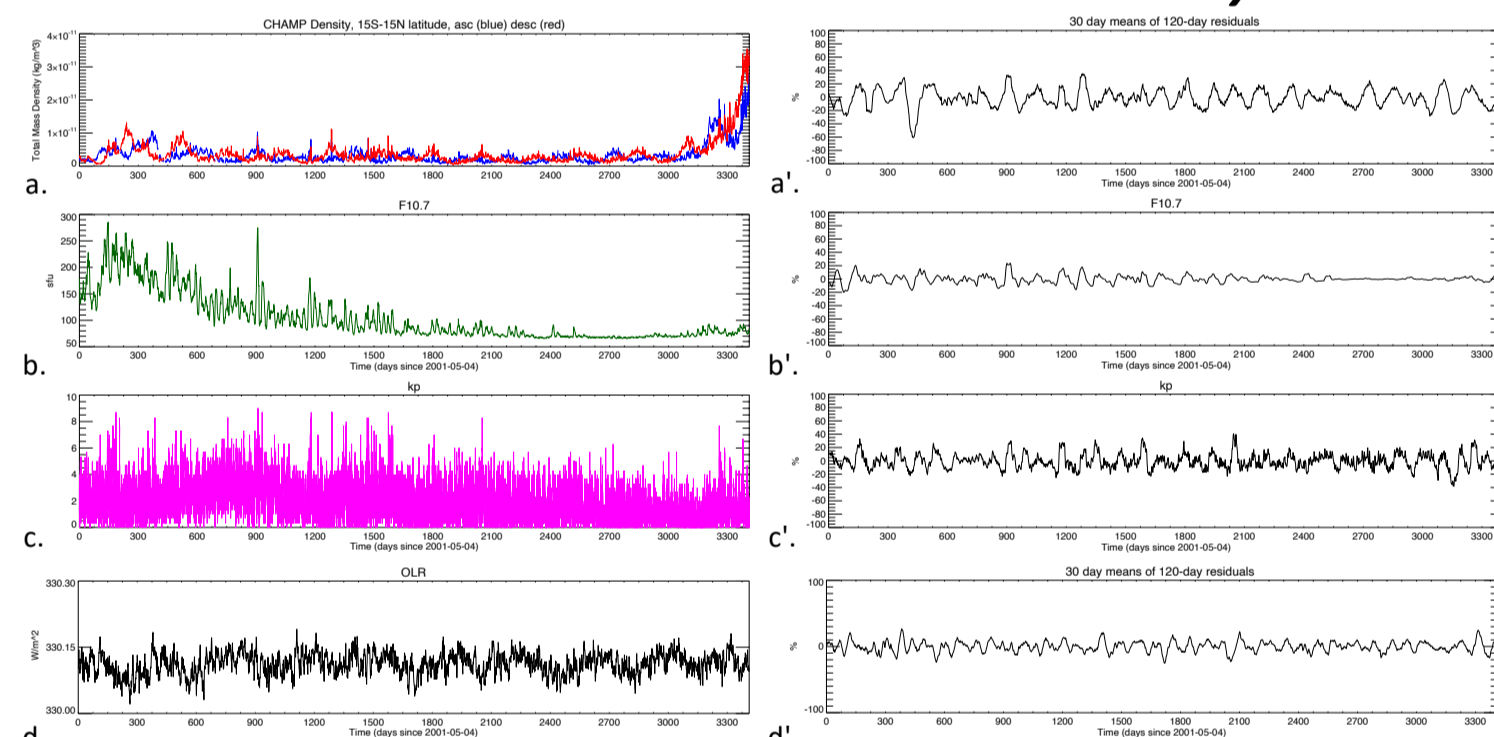 CHAMP Density, 15S-15N latitude, asc (blue) desc (red)
Total Mass Density (kg/m^3)
4×10⁻¹¹
3×10⁻¹¹
2×10⁻¹¹
1×10⁻¹¹
0
0 300 600 900 1200 1500 1800 2100 2400 2700 3000 3300
Time (days since 2001-05-04)
a.
30 day means of 120-day residuals
%
100
80
60
40
20
0
-20
-40
-60
-80
-100
0 300 600 900 1200 1500 1800 2100 2400 2700 3000 3300
Time (days since 2001-05-04)
a'.
F10.7
sfu
300
250
200
150
100
50
0 300 600 900 1200 1500 1800 2100 2400 2700 3000 3300
Time (days since 2001-05-04)
b.
F10.7
%
100
80
60
40
20
0
-20
-40
-60
-80
-100
0 300 600 900 1200 1500 1800 2100 2400 2700 3000 3300
Time (days since 2001-05-04)
b'.
kp
10
8
6
4
2
0
0 300 600 900 1200 1500 1800 2100 2400 2700 3000 3300
Time (days since 2001-05-04)
c.
kp
%
100
80
60
40
20
0
-20
-40
-60
-80
-100
0 300 600 900 1200 1500 1800 2100 2400 2700 3000 3300
Time (days since 2001-05-04)
c'.
OLR
W/m^2
330.30
330.15
330.00
0 300 600 900 1200 1500 1800 2100 2400 2700 3000 3300
Time (days since 2001-05-04)
d.
30 day means of 120-day residuals
%
100
0
-100
0 300 600 900 1200 1500 1800 2100 2400 2700 3000 3300
Time (days since 2001-05-04)
d'.